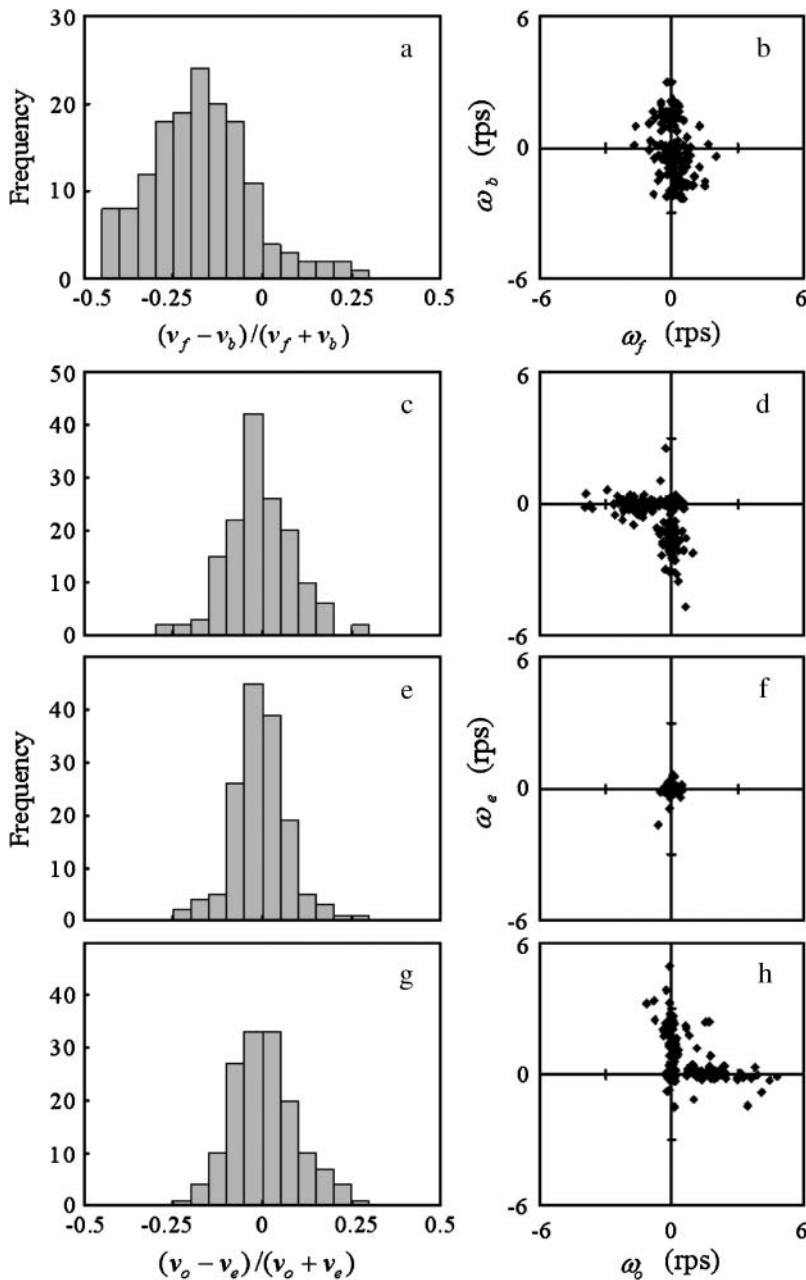 30
20
10
0
Frequency
a
-0.5 -0.25 0 0.25 0.5
(v_f − v_b)/(v_f + v_b)
6
0
-6
ω_b (rps)
b
-6 0 6
ω_f (rps)
50
40
30
20
10
0
c
6
0
-6
d
40
30
20
10
0
Frequency
e
6
0
-6
ω_e (rps)
f
40
30
20
10
0
g
-0.5 -0.25 0 0.25 0.5
(v_o − v_e)/(v_o + v_e)
6
0
-6
h
-6 0 6
ω_o (rps)